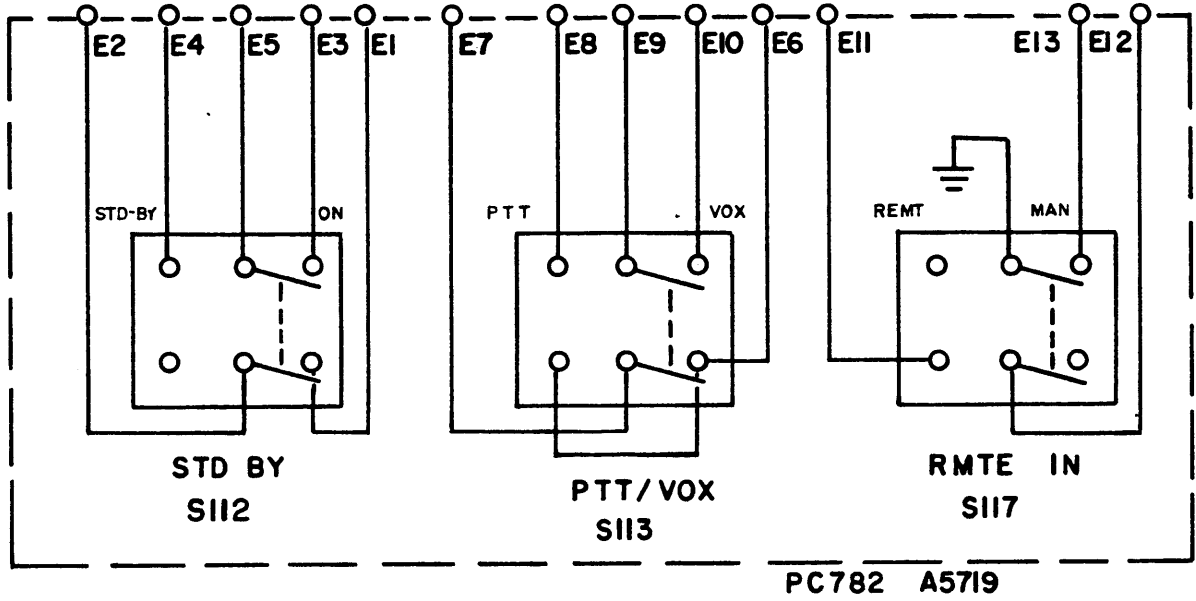 E2 E4 E5 E3 E1 E7 E8 E9 E10 E6 E11 E13 E12
STD-BY ON PTT VOX REMT MAN
STD BY
S112
PTT/VOX
S113
RMTE IN
S117
PC782 A5719